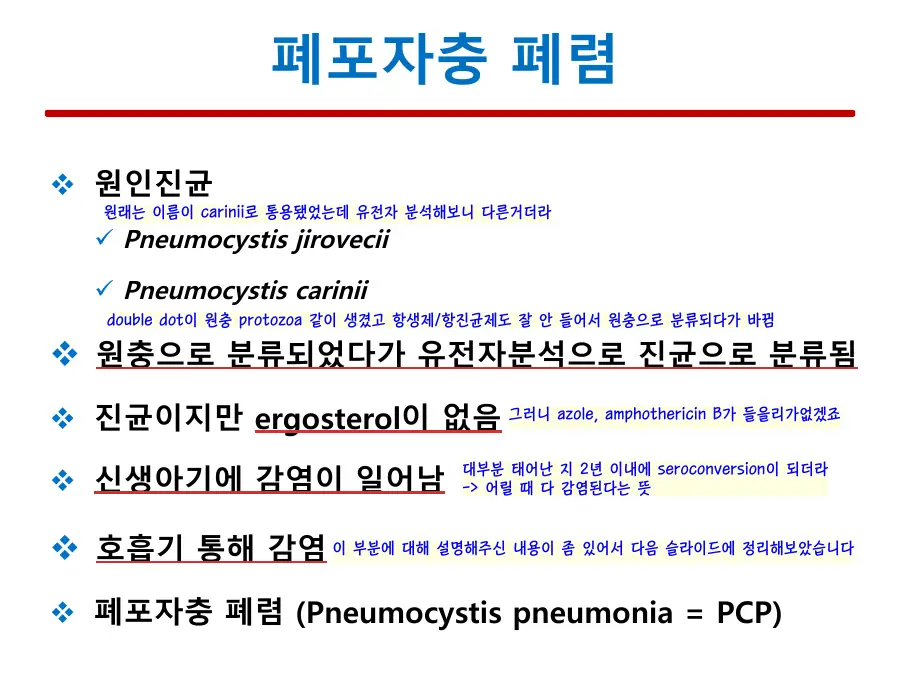 폐포자충 폐렴
원인진균
원래는 이름이 carinii로 통용됐었는데 유전자 분석해보니 다른거더라
Pneumocystis jirovecii
Pneumocystis carinii
double dot이 원충 protozoa 같이 생겼고 항생제/항진균제도 잘 안 들어서 원충으로 분류되다가 바뀜
원충으로 분류되었다가 유전자분석으로 진균으로 분류됨
진균이지만 ergosterol이 없음 그러니 azole, amphothericin B가 들을리가없겠죠
신생아기에 감염이 일어남 대부분 태어난 지 2년 이내에 seroconversion이 되더라
-> 어릴 때 다 감염된다는 뜻
호흡기 통해 감염 이 부분에 대해 설명해주신 내용이 좀 있어서 다음 슬라이드에 정리해보았습니다
폐포자충 폐렴 (Pneumocystis pneumonia = PCP)